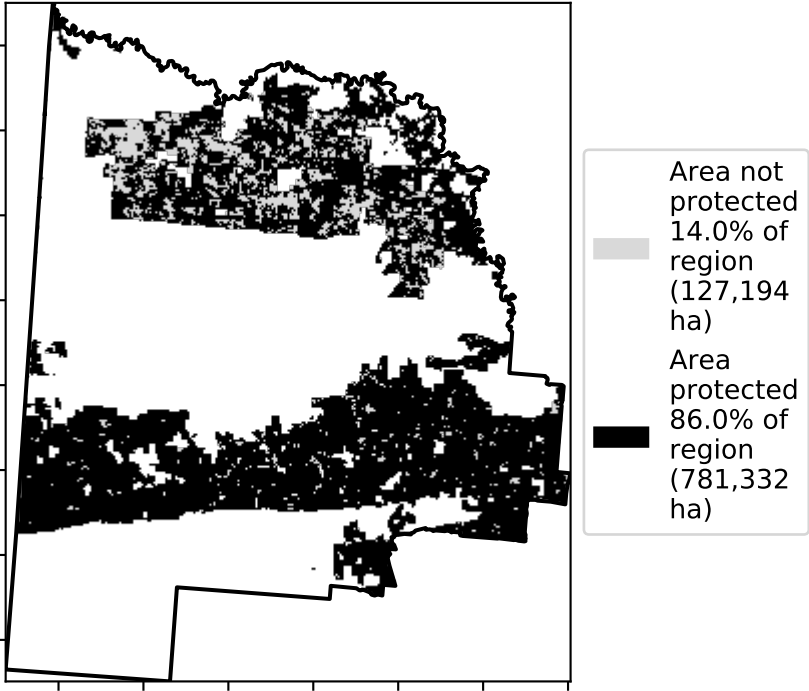 Area not
protected
14.0% of
region
(127,194
ha)
Area
protected
86.0% of
region
(781,332
ha)